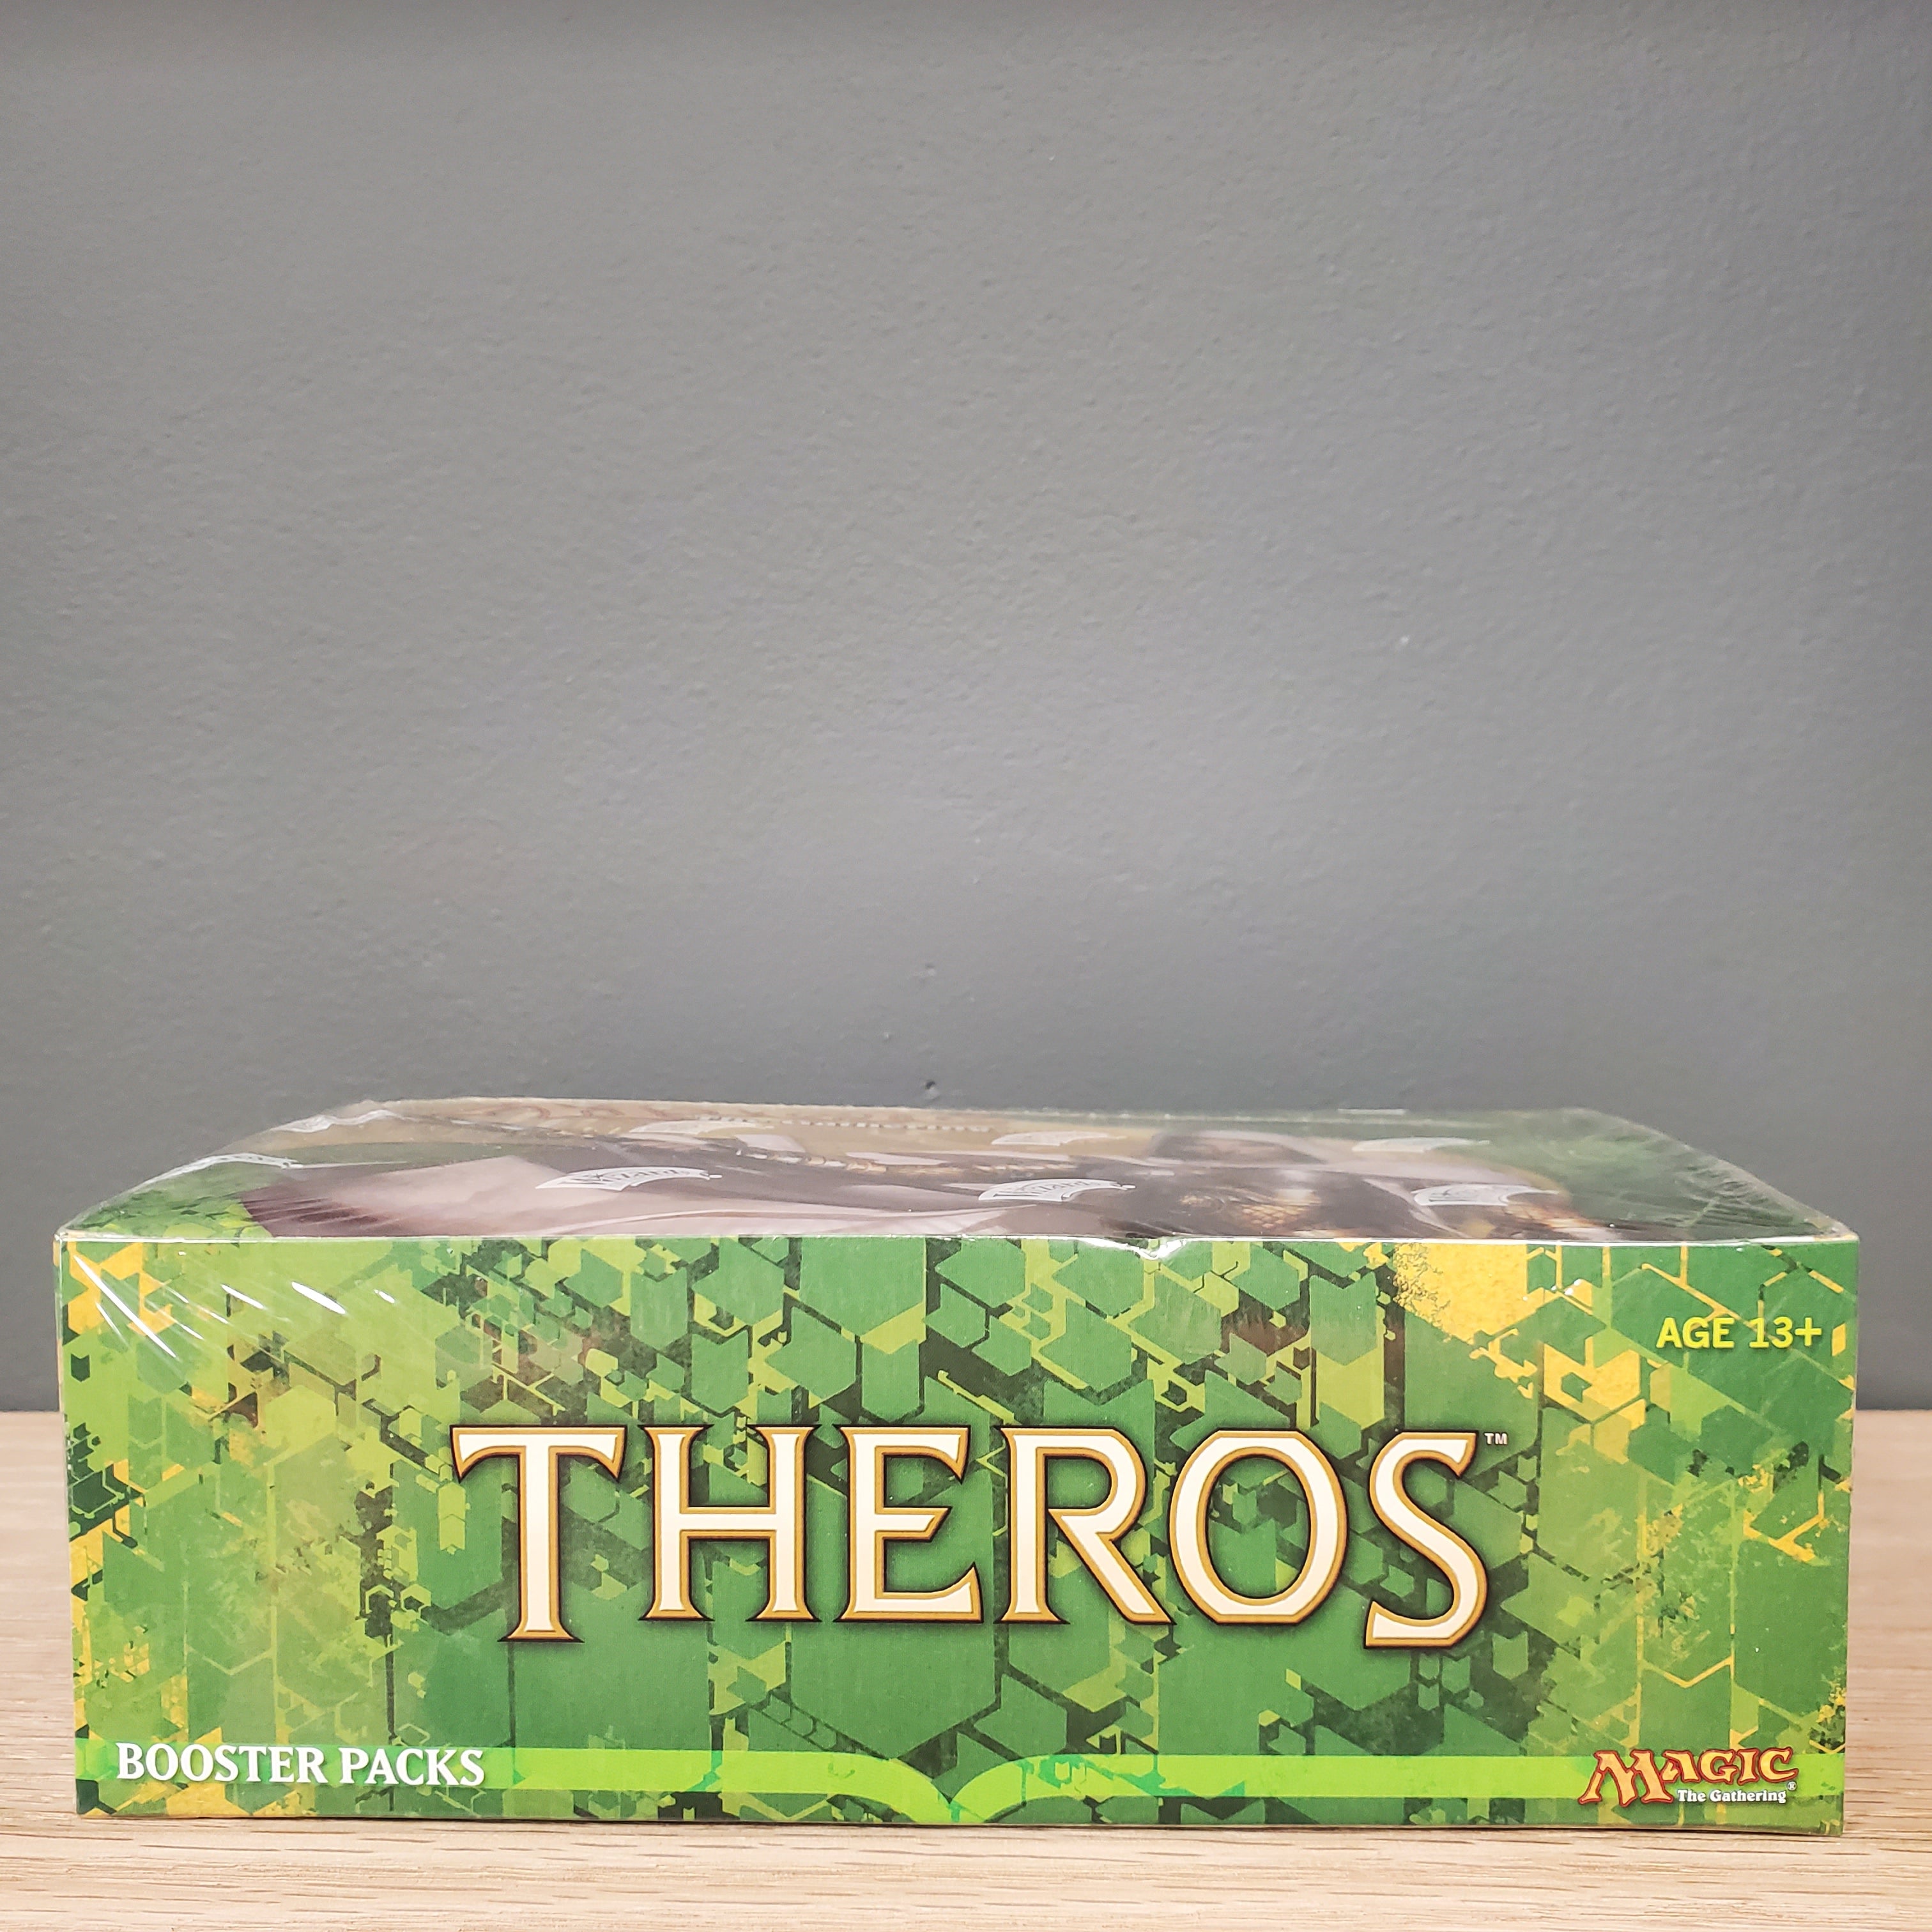 AGE 13+
THEROS™
BOOSTER PACKS
MAGIC®
The Gathering